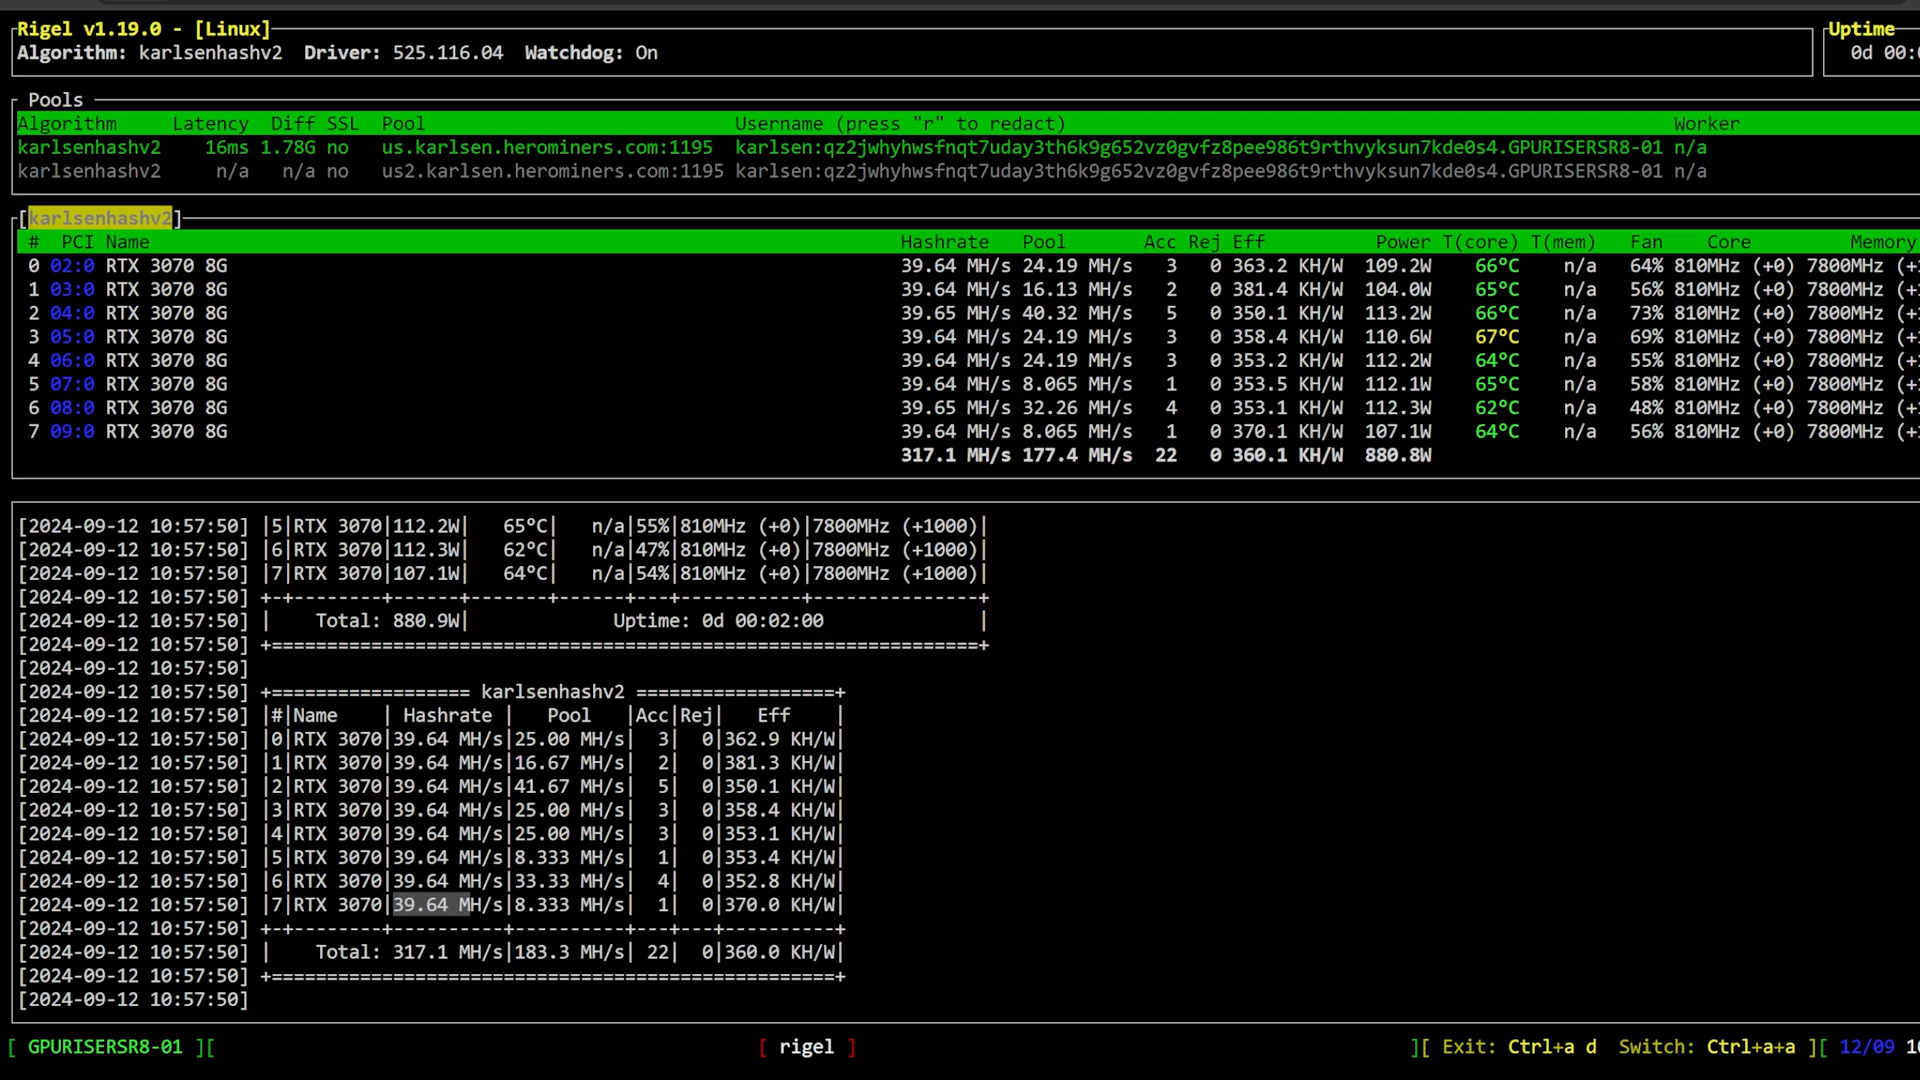 Rigel v1.19.0 - [Linux] Uptime
Algorithm: karlsenhashv2 Driver: 525.116.04 Watchdog: On 0d 00:
Pools
Algorithm Latency Diff SSL Pool Username (press "r" to redact) Worker
karlsenhashv2 16ms 1.78G no us.karlsen.herominers.com:1195 karlsen:qz2jwhyhwsfnqt7uday3th6k9g652vz0gvfz8pee986t9rthvyksun7kde0s4.GPURISERSR8-01 n/a
karlsenhashv2 n/a n/a no us2.karlsen.herominers.com:1195 karlsen:qz2jwhyhwsfnqt7uday3th6k9g652vz0gvfz8pee986t9rthvyksun7kde0s4.GPURISERSR8-01 n/a
[karlsenhashv2]
# PCI Name Hashrate Pool Acc Rej Eff Power T(core) T(mem) Fan Core Memory
0 02:0 RTX 3070 8G 39.64 MH/s 24.19 MH/s 3 0 363.2 KH/W 109.2W 66°C n/a 64% 810MHz (+0) 7800MHz (+
1 03:0 RTX 3070 8G 39.64 MH/s 16.13 MH/s 2 0 381.4 KH/W 104.0W 65°C n/a 56% 810MHz (+0) 7800MHz (+
2 04:0 RTX 3070 8G 39.65 MH/s 40.32 MH/s 5 0 350.1 KH/W 113.2W 66°C n/a 73% 810MHz (+0) 7800MHz (+
3 05:0 RTX 3070 8G 39.64 MH/s 24.19 MH/s 3 0 358.4 KH/W 110.6W 67°C n/a 69% 810MHz (+0) 7800MHz (+
4 06:0 RTX 3070 8G 39.64 MH/s 24.19 MH/s 3 0 353.2 KH/W 112.2W 64°C n/a 55% 810MHz (+0) 7800MHz (+
5 07:0 RTX 3070 8G 39.64 MH/s 8.065 MH/s 1 0 353.5 KH/W 112.1W 65°C n/a 58% 810MHz (+0) 7800MHz (+
6 08:0 RTX 3070 8G 39.65 MH/s 32.26 MH/s 4 0 353.1 KH/W 112.3W 62°C n/a 48% 810MHz (+0) 7800MHz (+
7 09:0 RTX 3070 8G 39.64 MH/s 8.065 MH/s 1 0 370.1 KH/W 107.1W 64°C n/a 56% 810MHz (+0) 7800MHz (+
317.1 MH/s 177.4 MH/s 22 0 360.1 KH/W 880.8W
[2024-09-12 10:57:50] |5|RTX 3070|112.2W| 65°C| n/a|55%|810MHz (+0)|7800MHz (+1000)|
[2024-09-12 10:57:50] |6|RTX 3070|112.3W| 62°C| n/a|47%|810MHz (+0)|7800MHz (+1000)|
[2024-09-12 10:57:50] |7|RTX 3070|107.1W| 64°C| n/a|54%|810MHz (+0)|7800MHz (+1000)|
[2024-09-12 10:57:50] +-+--------+------+-------+------+---+-----------+---------------+
[2024-09-12 10:57:50] | Total: 880.9W| Uptime: 0d 00:02:00 |
[2024-09-12 10:57:50] +================================================================+
[2024-09-12 10:57:50]
[2024-09-12 10:57:50] +================== karlsenhashv2 ==================+
[2024-09-12 10:57:50] |#|Name | Hashrate | Pool |Acc|Rej| Eff |
[2024-09-12 10:57:50] |0|RTX 3070|39.64 MH/s|25.00 MH/s| 3| 0|362.9 KH/W|
[2024-09-12 10:57:50] |1|RTX 3070|39.64 MH/s|16.67 MH/s| 2| 0|381.3 KH/W|
[2024-09-12 10:57:50] |2|RTX 3070|39.64 MH/s|41.67 MH/s| 5| 0|350.1 KH/W|
[2024-09-12 10:57:50] |3|RTX 3070|39.64 MH/s|25.00 MH/s| 3| 0|358.4 KH/W|
[2024-09-12 10:57:50] |4|RTX 3070|39.64 MH/s|25.00 MH/s| 3| 0|353.1 KH/W|
[2024-09-12 10:57:50] |5|RTX 3070|39.64 MH/s|8.333 MH/s| 1| 0|353.4 KH/W|
[2024-09-12 10:57:50] |6|RTX 3070|39.64 MH/s|33.33 MH/s| 4| 0|352.8 KH/W|
[2024-09-12 10:57:50] |7|RTX 3070|39.64 MH/s|8.333 MH/s| 1| 0|370.0 KH/W|
[2024-09-12 10:57:50] +-+--------+----------+----------+---+---+----------+
[2024-09-12 10:57:50] | Total: 317.1 MH/s|183.3 MH/s| 22| 0|360.0 KH/W|
[2024-09-12 10:57:50] +===================================================+
[2024-09-12 10:57:50]
[ GPURISERSR8-01 ][ [ rigel ] ][ Exit: Ctrl+a d Switch: Ctrl+a+a ][ 12/09 1